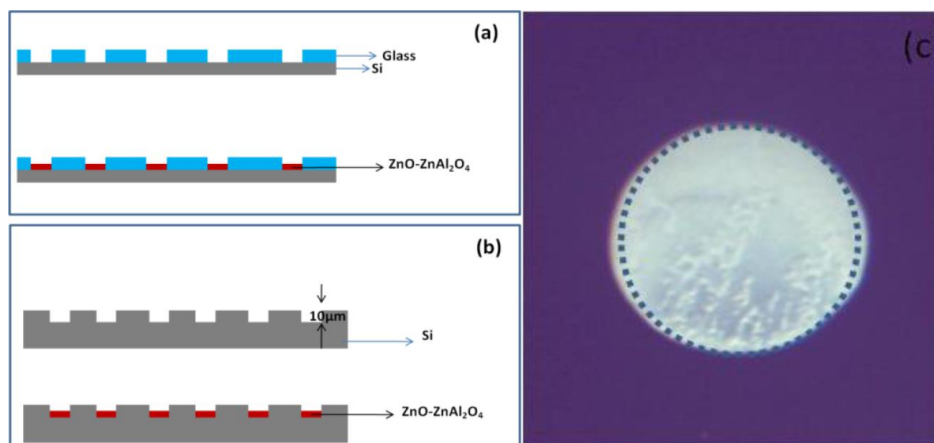 (a)
Glass
Si
ZnO-ZnAl₂O₄
(b)
10µm
Si
ZnO-ZnAl₂O₄
(c)